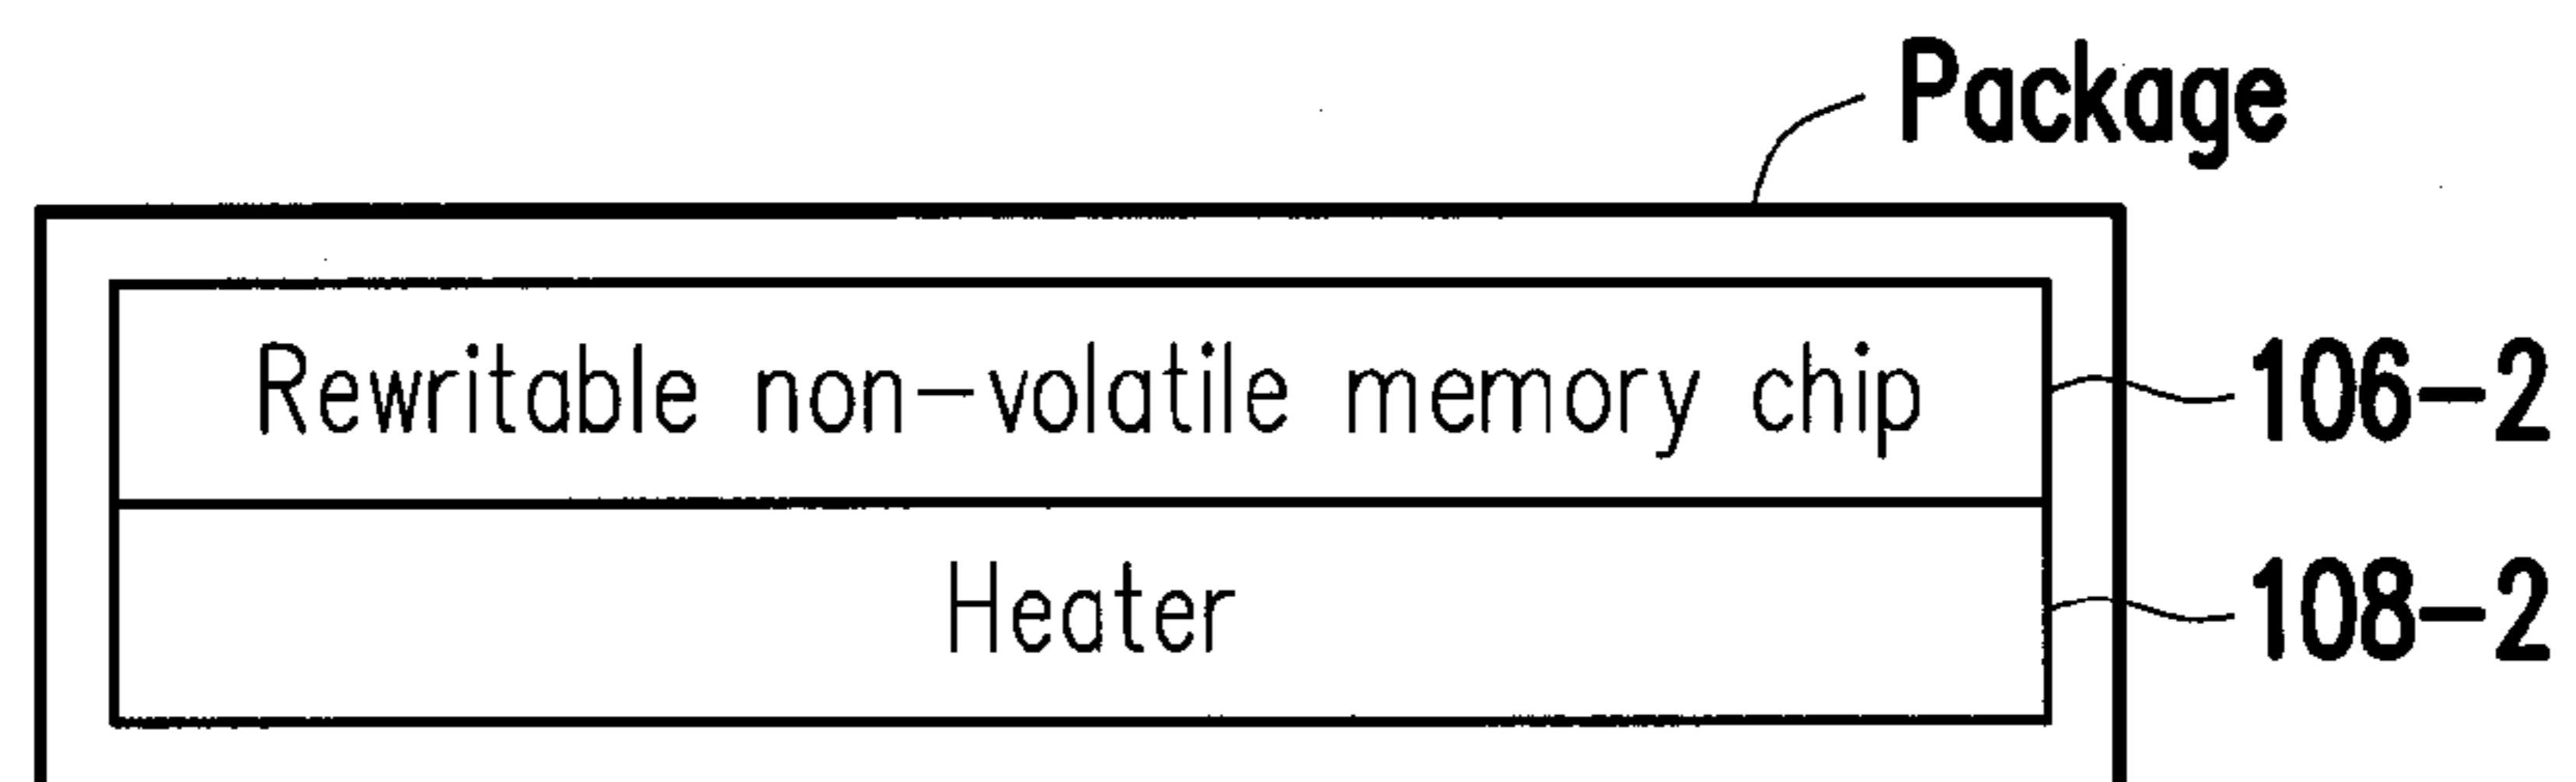 Package
Rewritable non-volatile memory chip
106-2
Heater
108-2